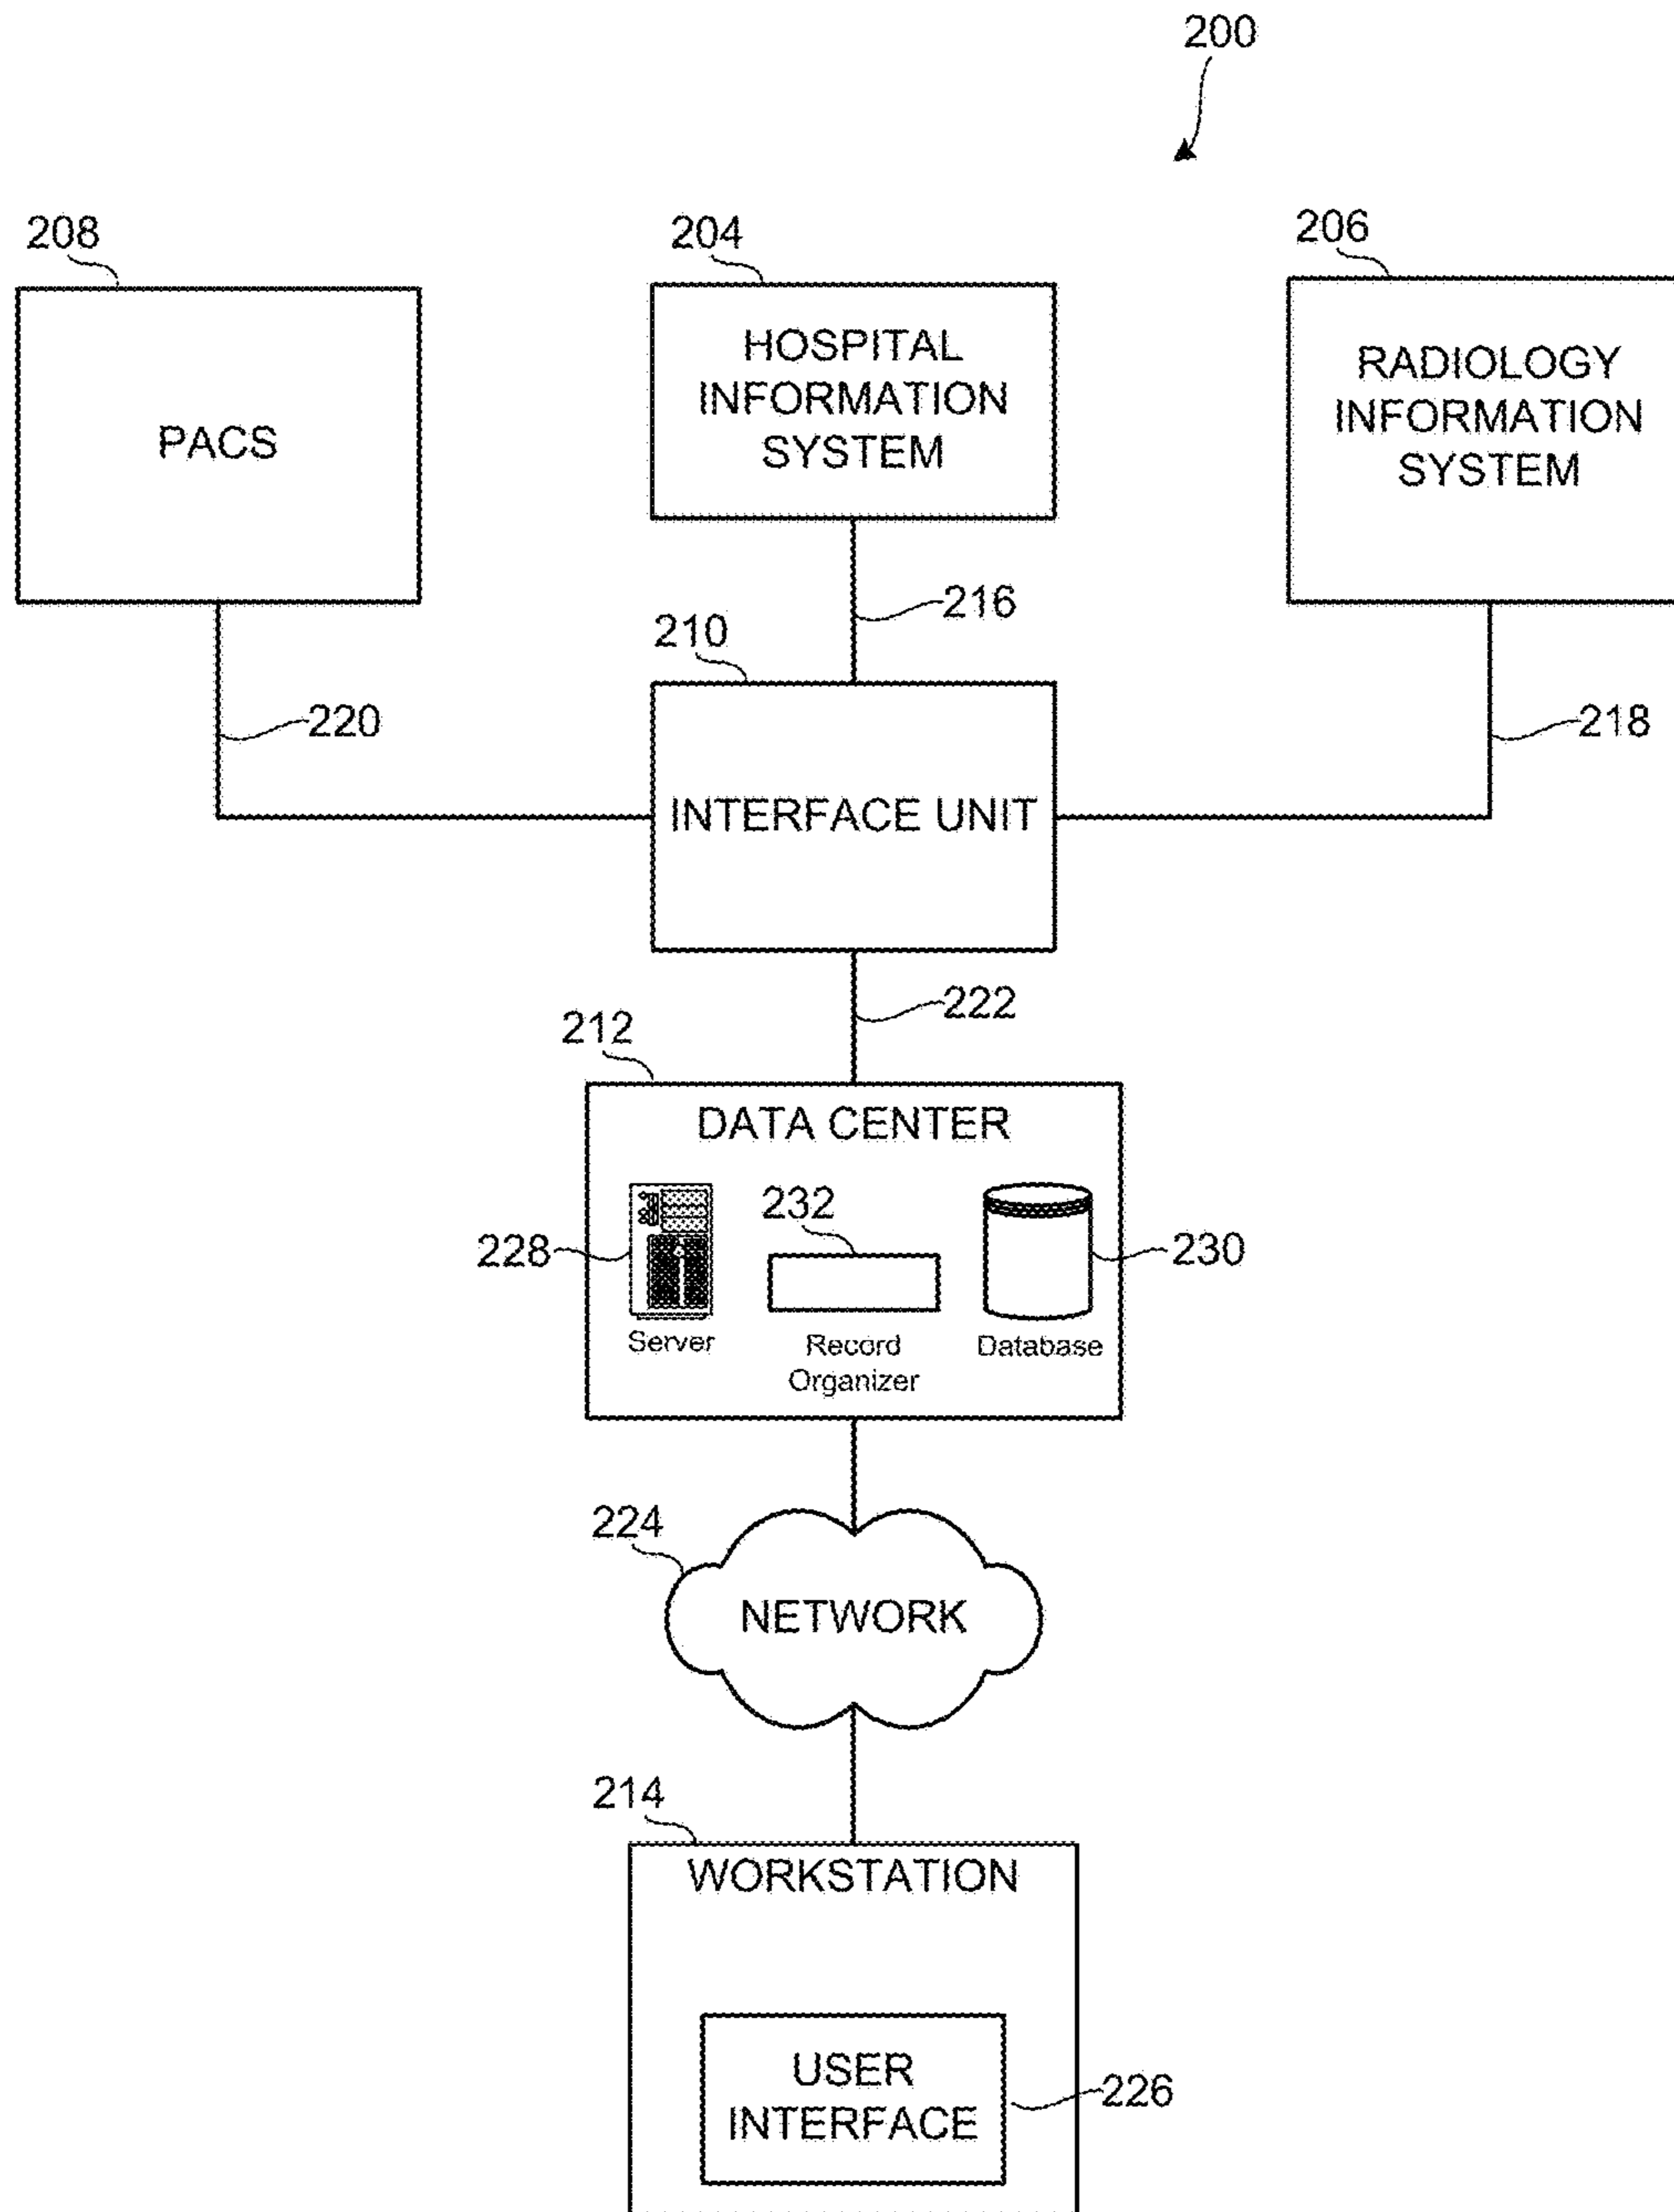 200
208
204
206
PACS
HOSPITAL
INFORMATION
SYSTEM
RADIOLOGY
INFORMATION
SYSTEM
216
210
220
218
INTERFACE UNIT
222
212
DATA CENTER
232
228
230
Server
Record
Organizer
Database
224
NETWORK
214
WORKSTATION
USER
INTERFACE
226